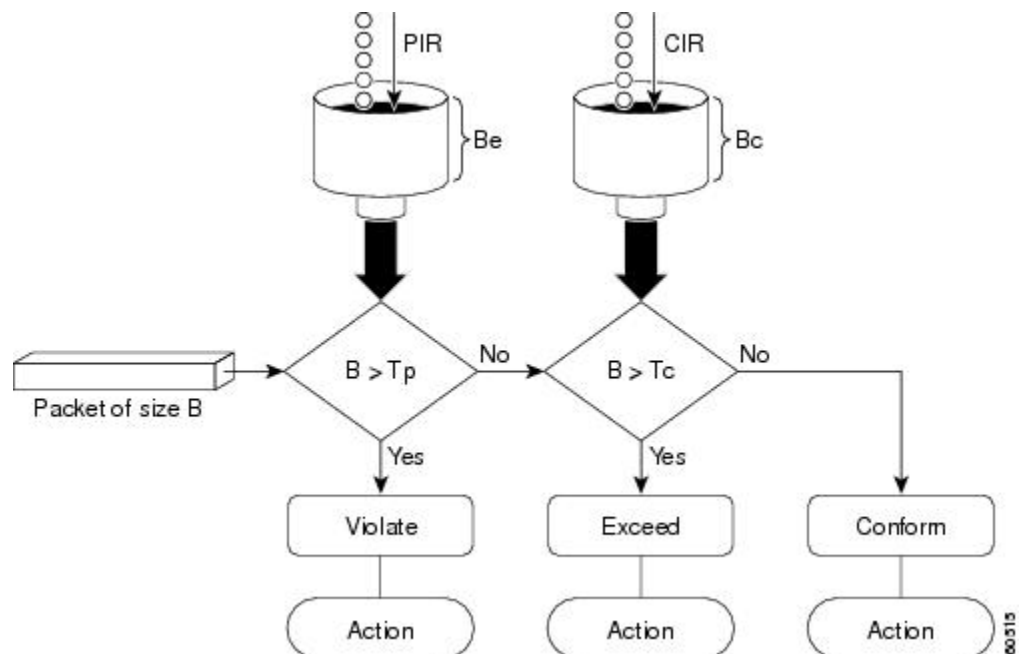 PIR
CIR
Be
Bc
B > Tp
No
B > Tc
No
Packet of size B
Yes
Yes
Violate
Exceed
Conform
Action
Action
Action
60515